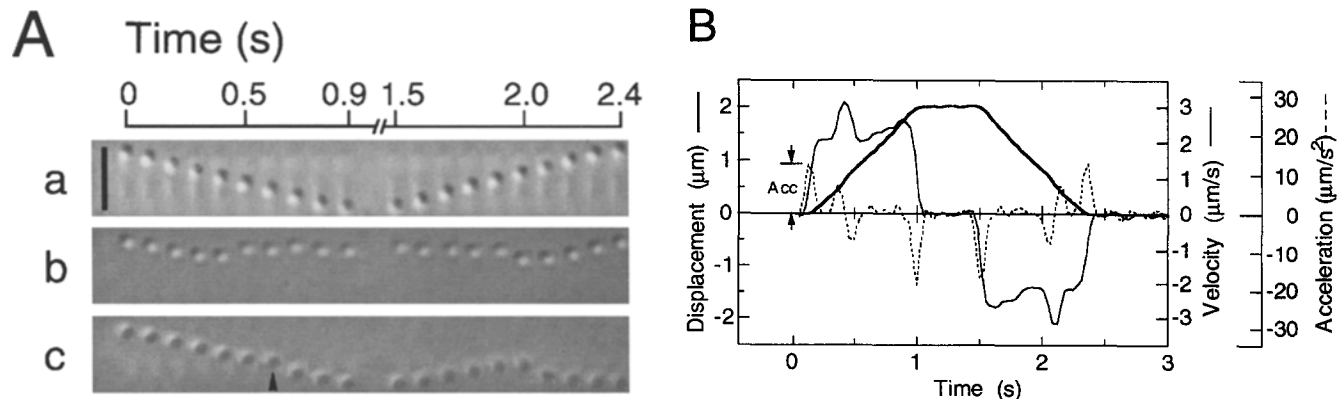 A
Time (s)
0 0.5 0.9 1.5 2.0 2.4
a
b
c
B
Displacement (μm)
2
1
0
-1
-2
Acc
Velocity (μm/s)
3
2
1
0
-1
-2
-3
Acceleration (μm/s²)
30
20
10
0
-10
-20
-30
0 1 2 3
Time (s)